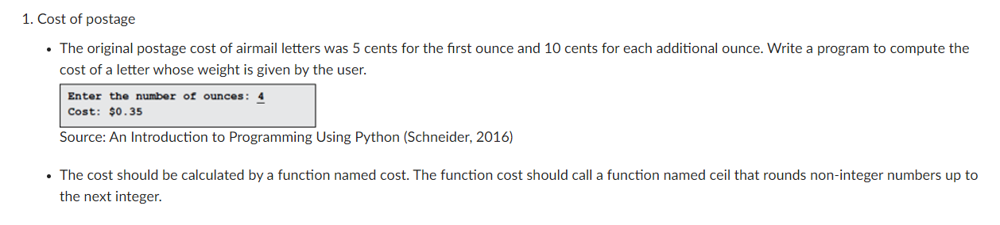 1. Cost of postage
• The original postage cost of airmail letters was 5 cents for the first ounce and 10 cents for each additional ounce. Write a program to compute the
cost of a letter whose weight is given by the user.
Enter the number of ounces: 4
Cost: $0.35
Source: An Introduction to Programming Using Python (Schneider, 2016)
• The cost should be calculated by a function named cost. The function cost should call a function named ceil that rounds non-integer numbers up to
the next integer.